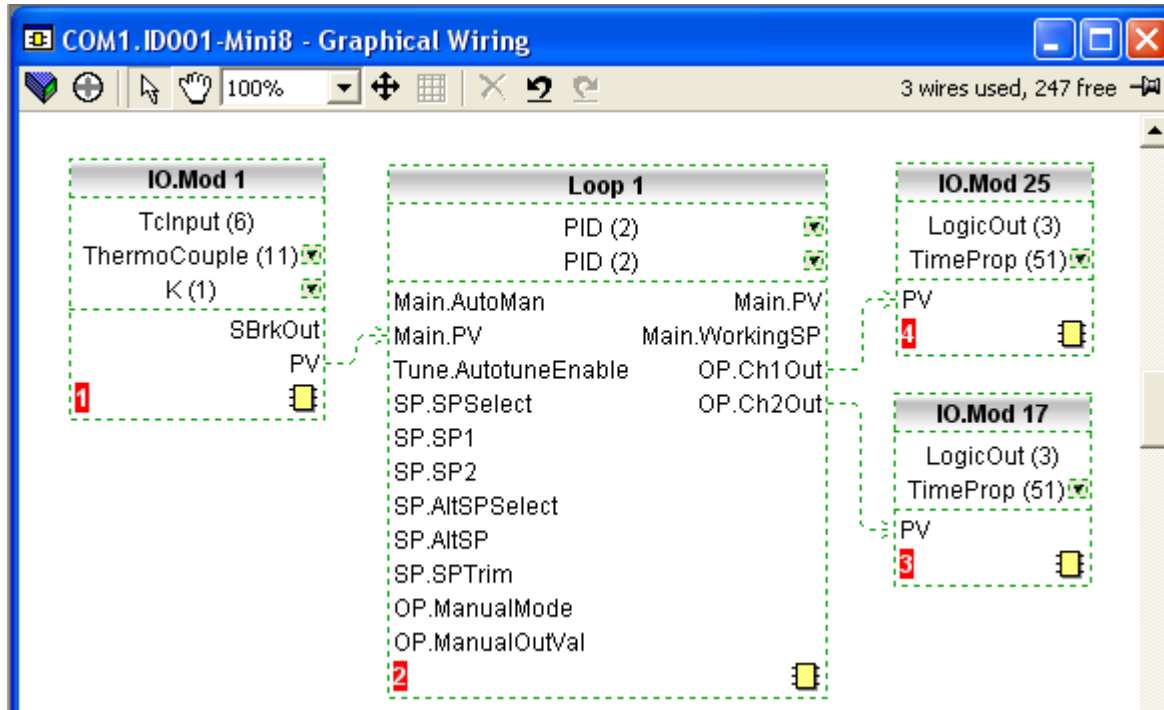 COM1.ID001-Mini8 - Graphical Wiring
100%
3 wires used, 247 free
IO.Mod 1
TcInput (6)
ThermoCouple (11)
K (1)
SBrkOut
PV
1
Loop 1
PID (2)
PID (2)
Main.AutoMan Main.PV
Main.PV Main.WorkingSP
Tune.AutotuneEnable OP.Ch1Out
SP.SPSelect OP.Ch2Out
SP.SP1
SP.SP2
SP.AltSPSelect
SP.AltSP
SP.SPTrim
OP.ManualMode
OP.ManualOutVal
2
IO.Mod 25
LogicOut (3)
TimeProp (51)
PV
4
IO.Mod 17
LogicOut (3)
TimeProp (51)
PV
3